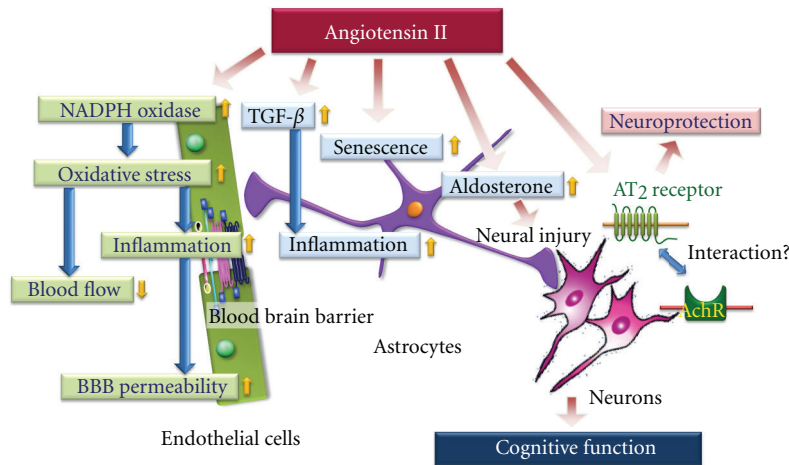 Angiotensin II
NADPH oxidase
TGF-β
Neuroprotection
Senescence
Oxidative stress
Aldosterone
AT2 receptor
Inflammation
Inflammation
Neural injury
Interaction?
Blood flow
Blood brain barrier
AchR
Astrocytes
BBB permeability
Neurons
Endothelial cells
Cognitive function